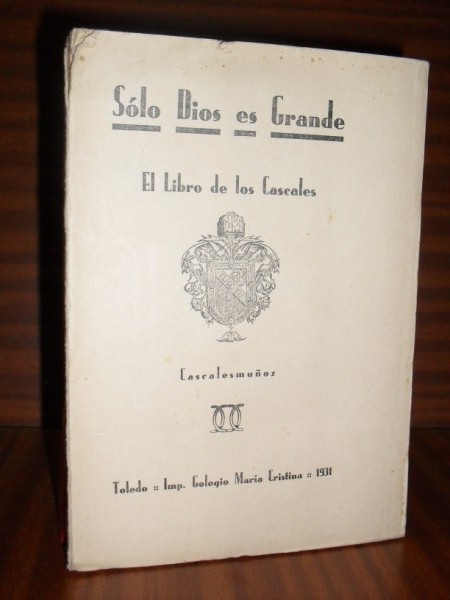 Sólo Dios es Grande
El Libro de los Cascales
Cascalesmuñoz
Toledo :: Imp. Colegio María Cristina :: 1931